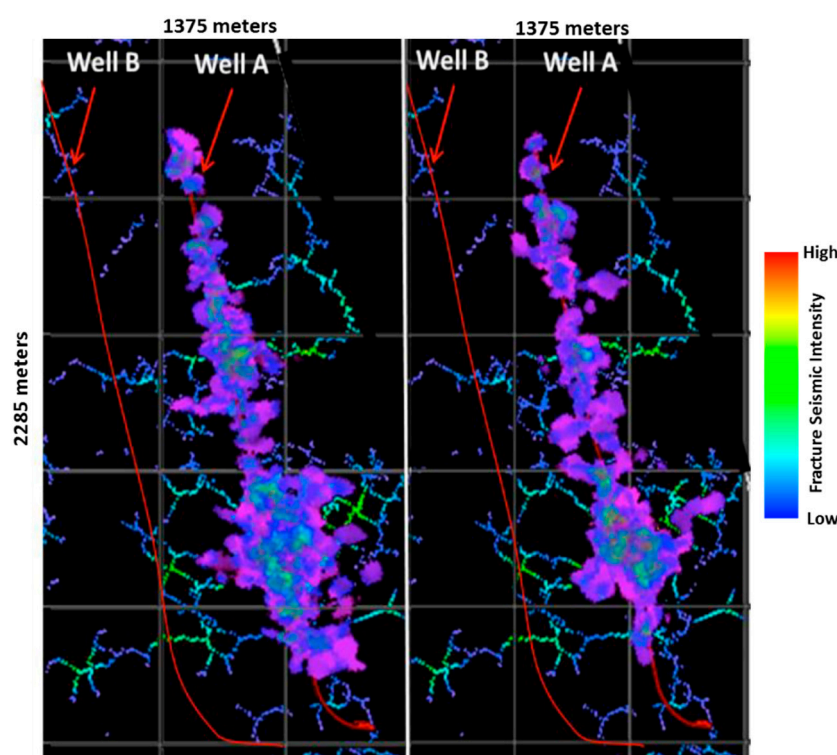 1375 meters
1375 meters
Well B
Well A
Well B
Well A
2285 meters
High
Fracture Seismic Intensity
Low